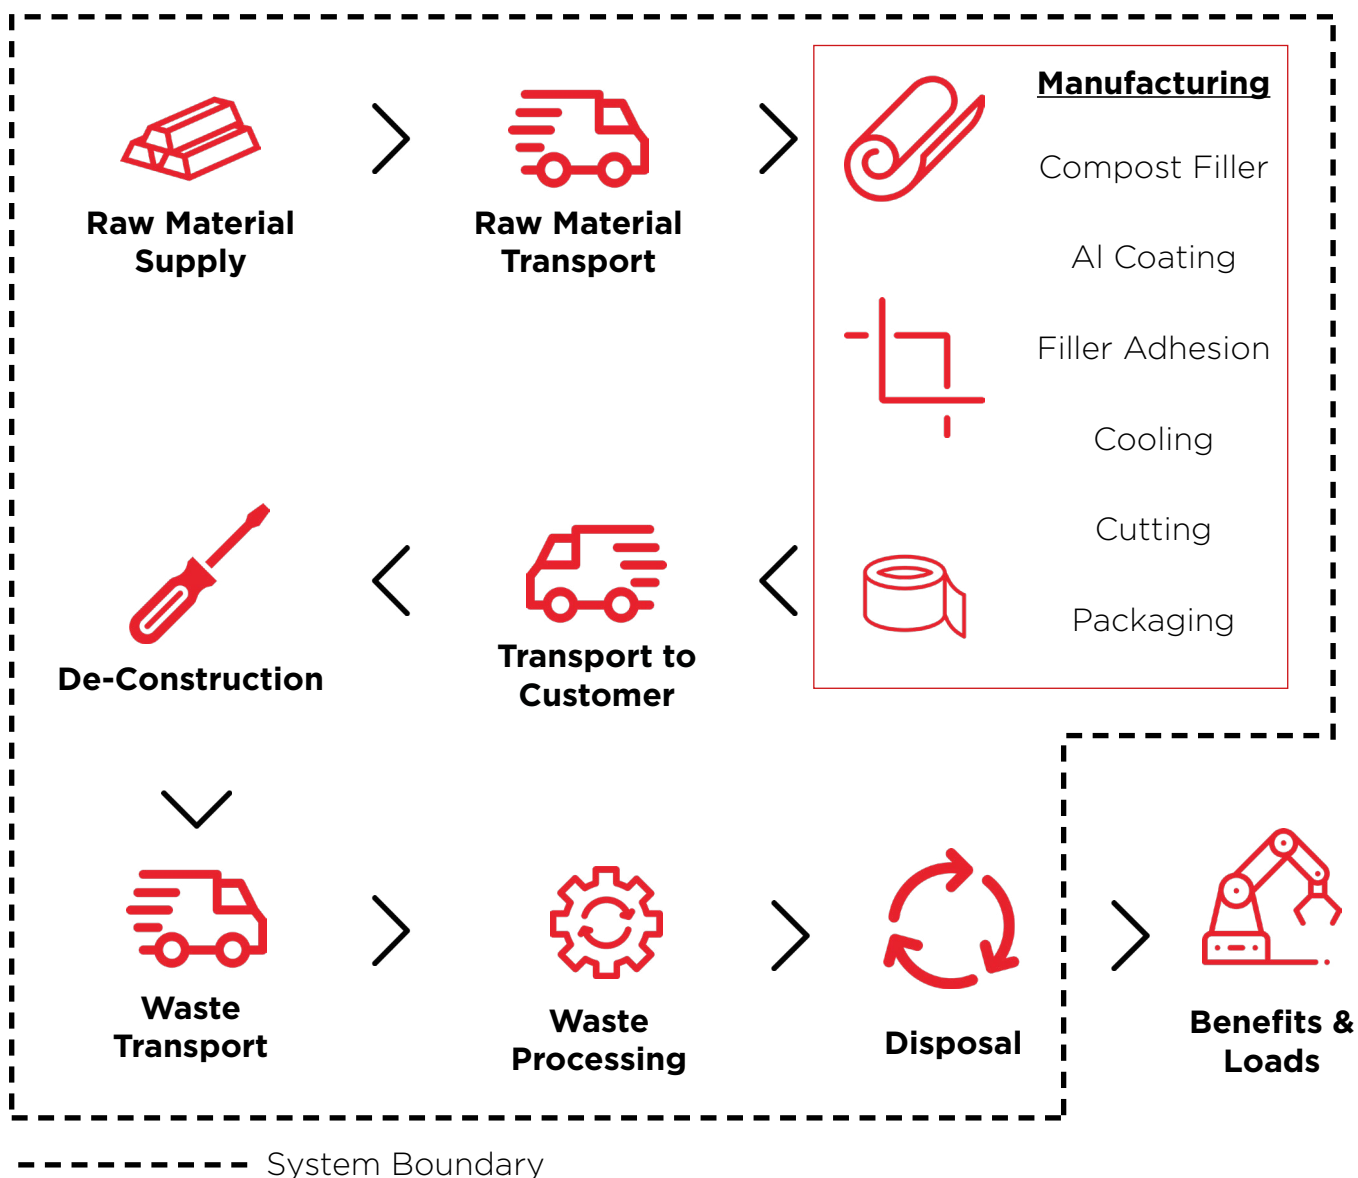 Raw Material
Supply
Raw Material
Transport
Manufacturing
Compost Filler
Al Coating
Filler Adhesion
Cooling
Cutting
Packaging
Transport to
Customer
De-Construction
Waste
Transport
Waste
Processing
Disposal
Benefits &
Loads
System Boundary